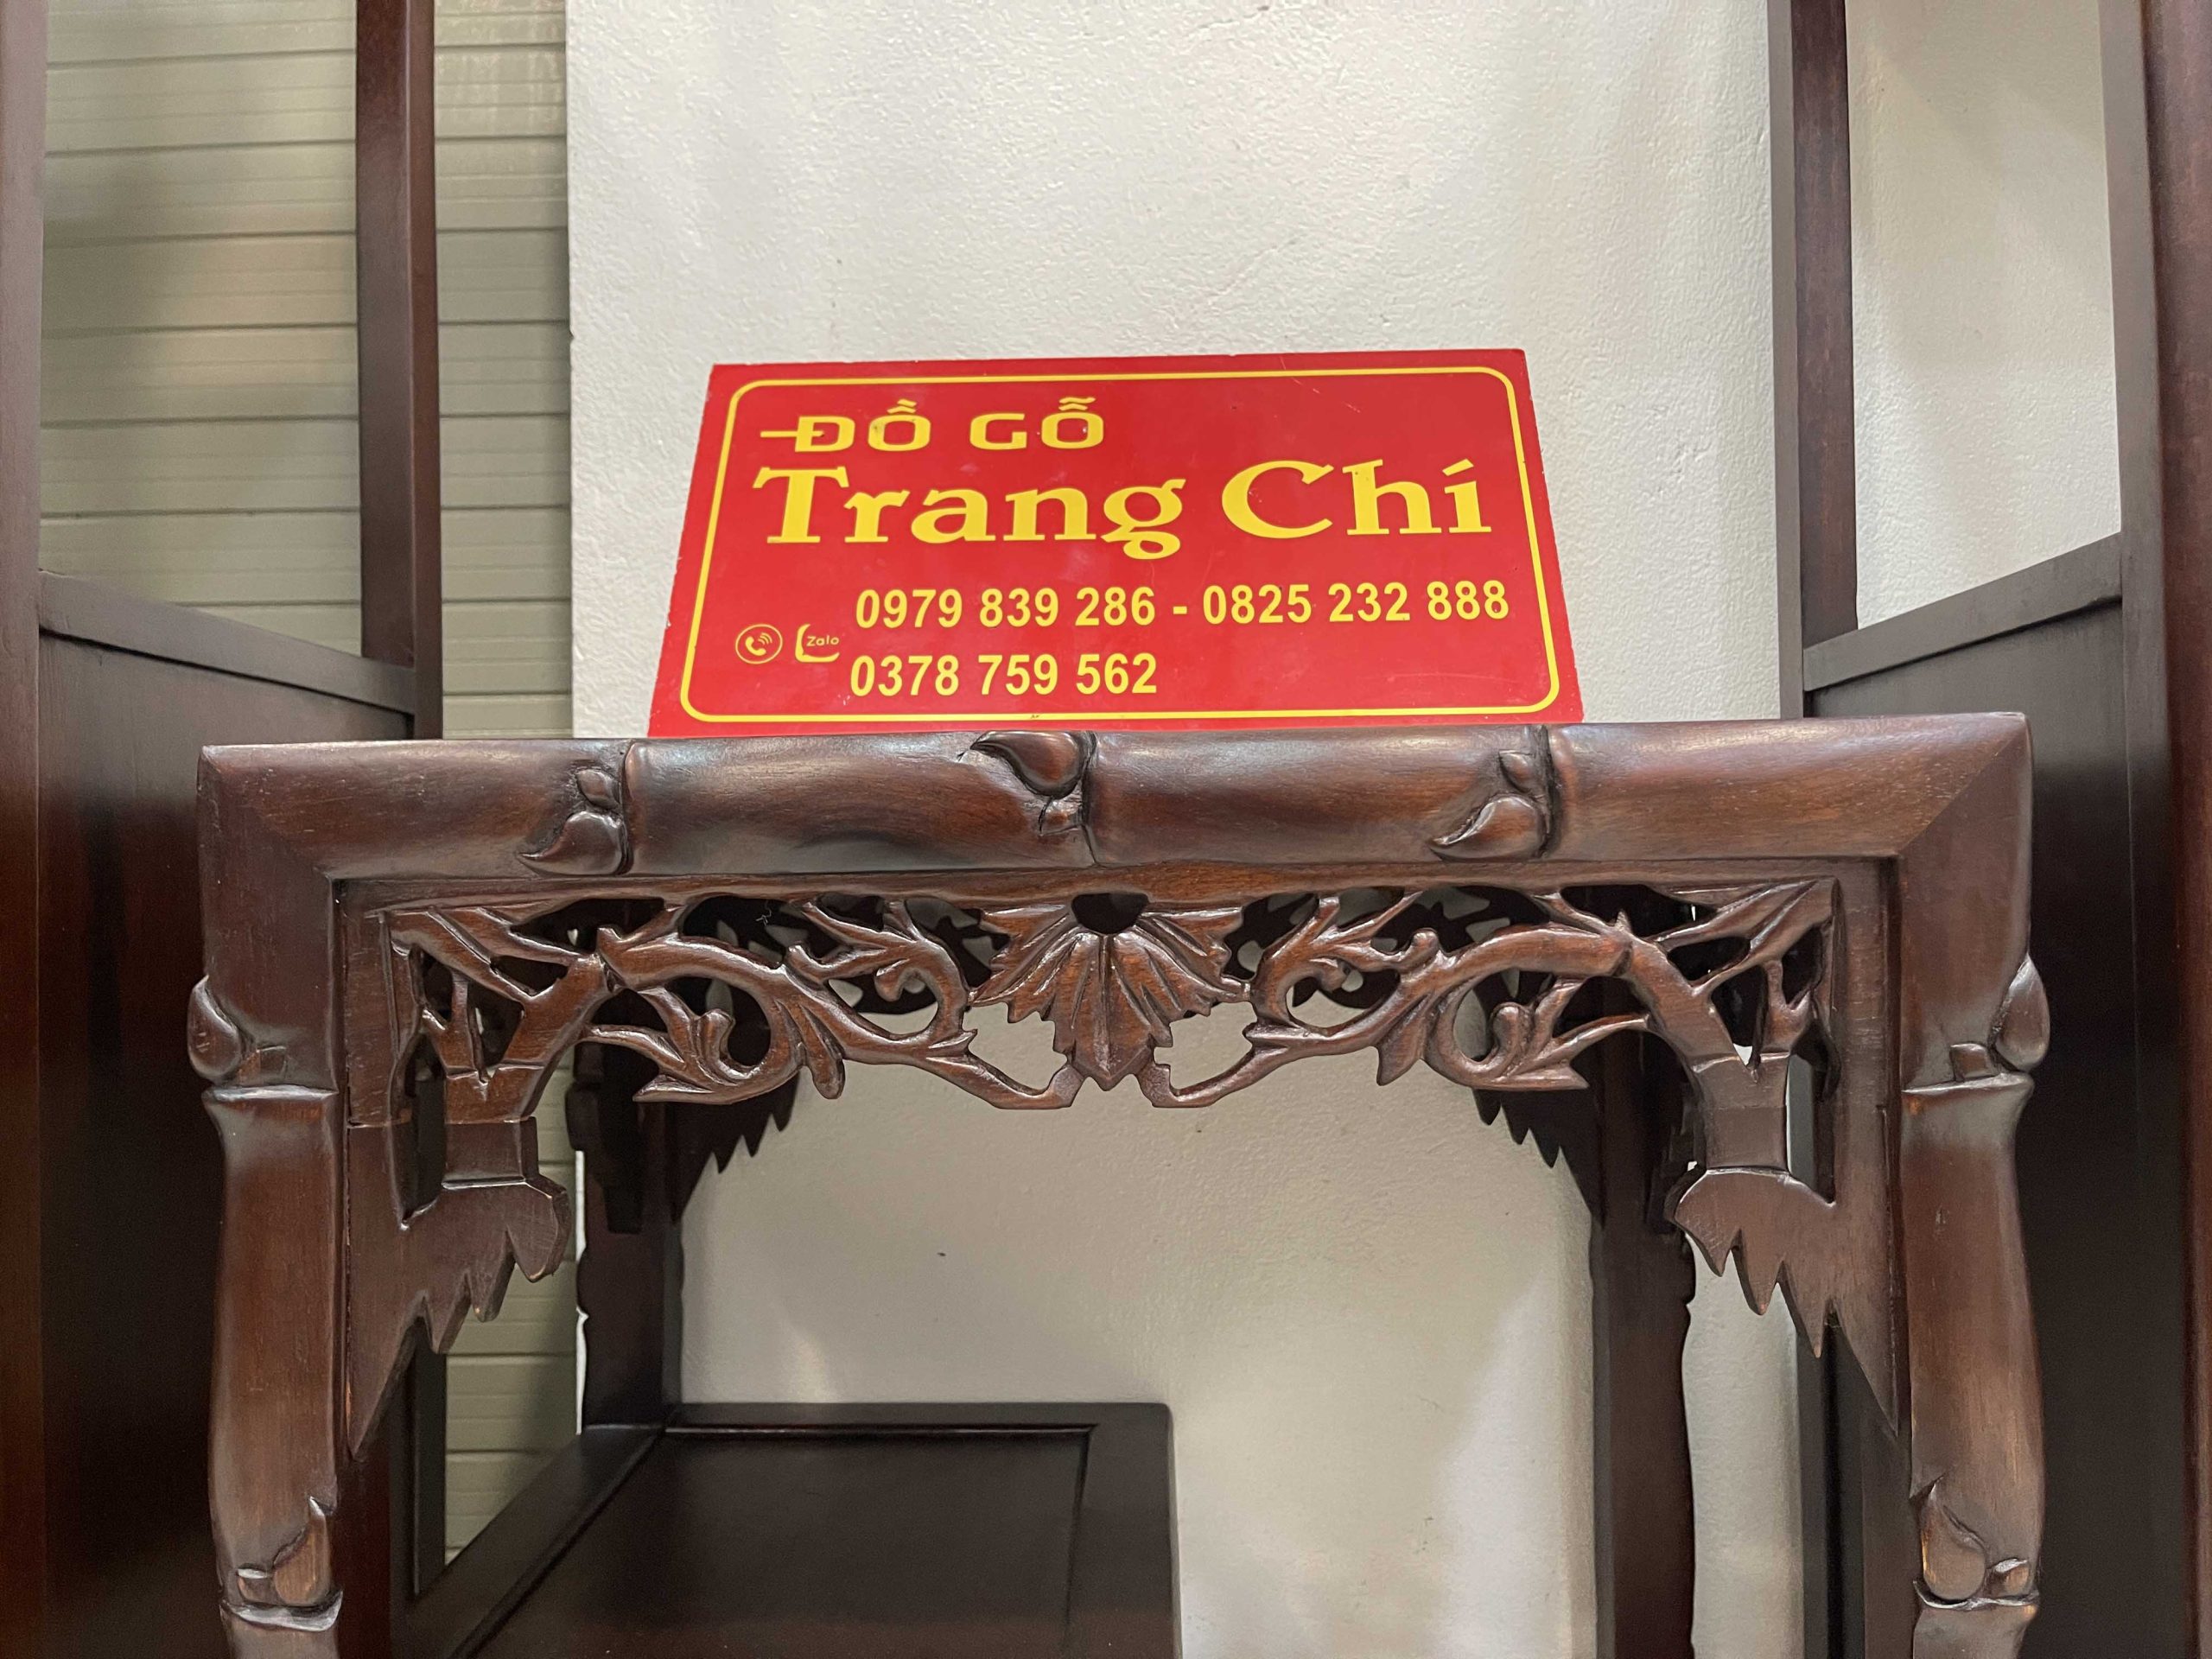 ĐỒ GỖ
Trang Chí
0979 839 286 - 0825 232 888
Zalo
0378 759 562